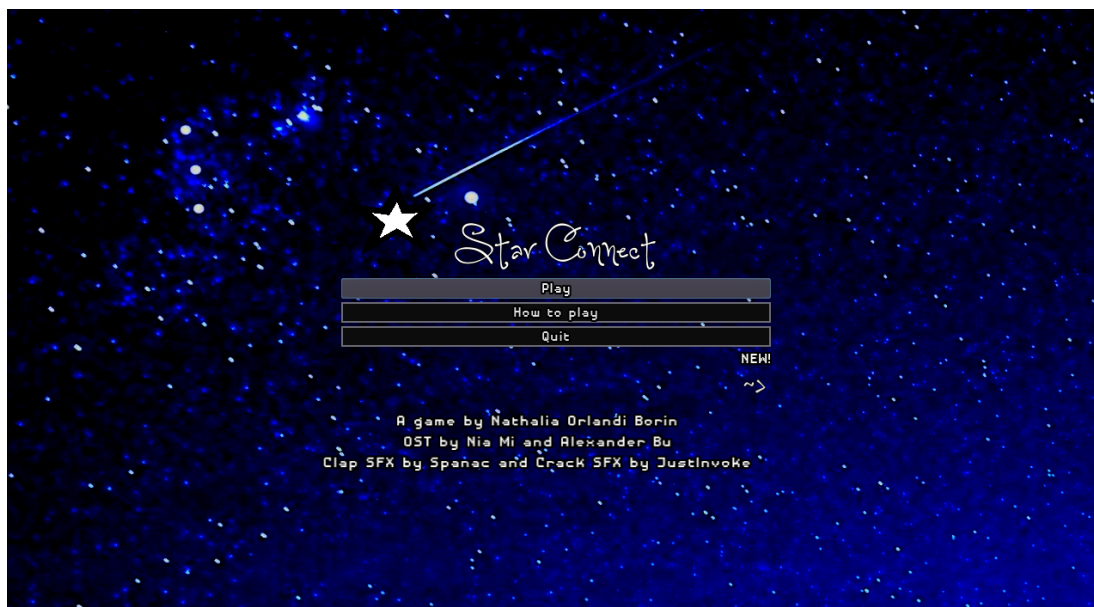 Star Connect
Play
How to play
Quit
NEW!
~>
A game by Nathalia Orlandi Borin
OST by Nia Mi and Alexander Bu
Clap SFX by Spanac and Crack SFX by JustInvoke